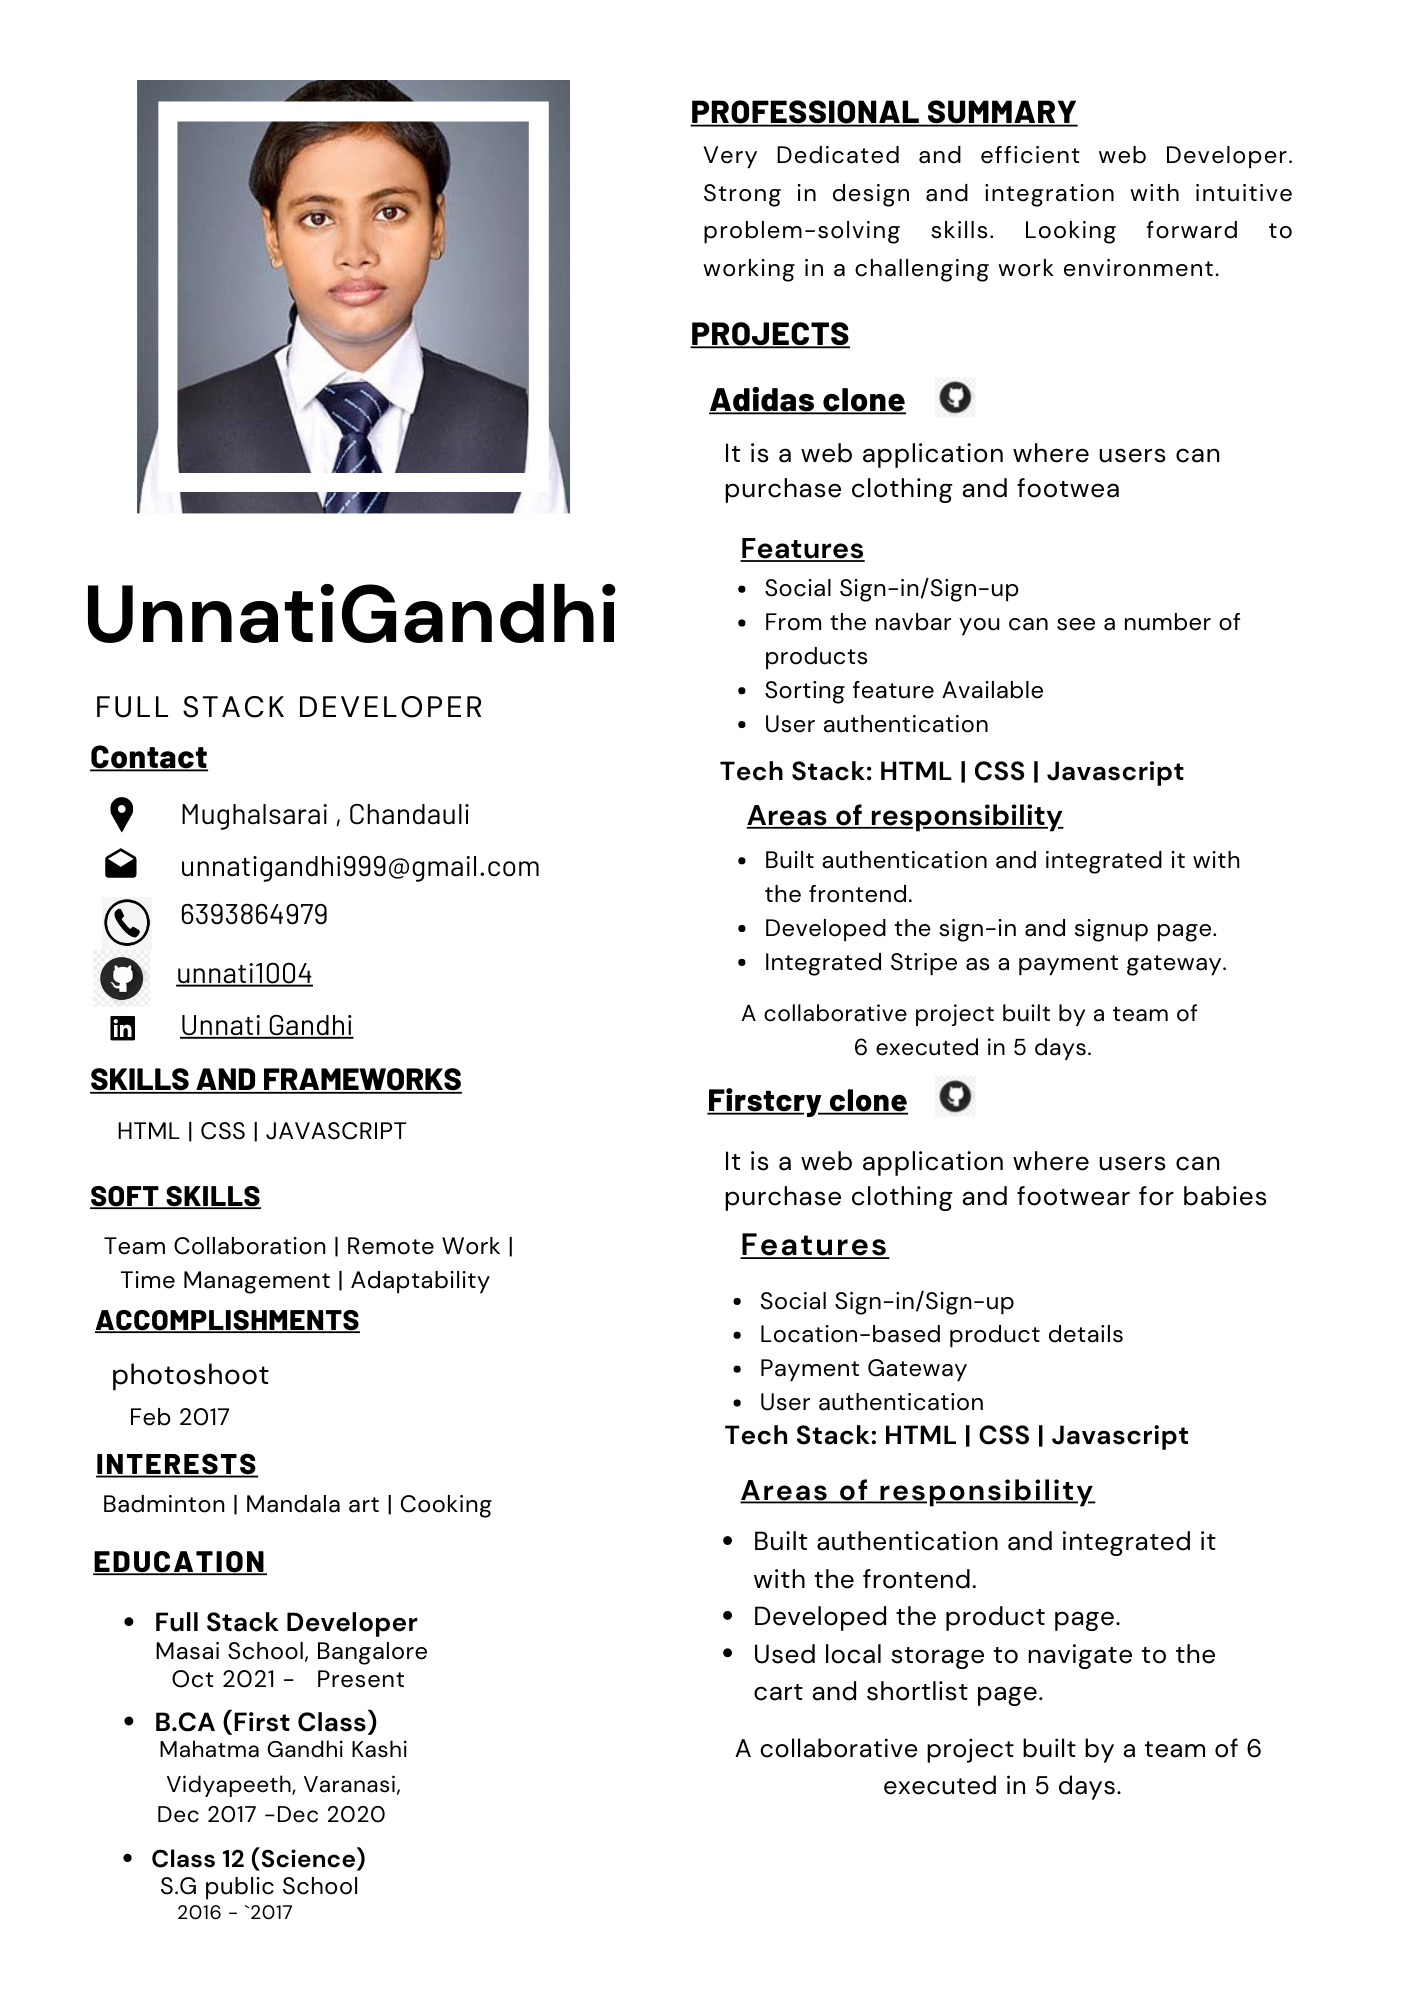 UnnatiGandhi
FULL STACK DEVELOPER
Contact
Mughalsarai , Chandauli
unnatigandhi999@gmail.com
6393864979
unnati1004
Unnati Gandhi
SKILLS AND FRAMEWORKS
HTML | CSS | JAVASCRIPT
SOFT SKILLS
Team Collaboration | Remote Work |
Time Management | Adaptability
ACCOMPLISHMENTS
photoshoot
Feb 2017
INTERESTS
Badminton | Mandala art | Cooking
EDUCATION
• Full Stack Developer
Masai School, Bangalore
Oct 2021 - Present
• B.CA (First Class)
Mahatma Gandhi Kashi
Vidyapeeth, Varanasi,
Dec 2017 -Dec 2020
• Class 12 (Science)
S.G public School
2016 - `2017
PROFESSIONAL SUMMARY
Very Dedicated and efficient web Developer.
Strong in design and integration with intuitive
problem-solving skills. Looking forward to
working in a challenging work environment.
PROJECTS
Adidas clone
It is a web application where users can
purchase clothing and footwea
Features
• Social Sign-in/Sign-up
• From the navbar you can see a number of
products
• Sorting feature Available
• User authentication
Tech Stack: HTML | CSS | Javascript
Areas of responsibility
• Built authentication and integrated it with
the frontend.
• Developed the sign-in and signup page.
• Integrated Stripe as a payment gateway.
A collaborative project built by a team of
6 executed in 5 days.
Firstcry clone
It is a web application where users can
purchase clothing and footwear for babies
Features
• Social Sign-in/Sign-up
• Location-based product details
• Payment Gateway
• User authentication
Tech Stack: HTML | CSS | Javascript
Areas of responsibility
• Built authentication and integrated it
with the frontend.
• Developed the product page.
• Used local storage to navigate to the
cart and shortlist page.
A collaborative project built by a team of 6
executed in 5 days.